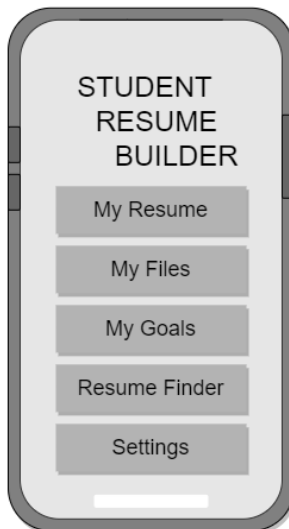 STUDENT
RESUME
BUILDER
My Resume
My Files
My Goals
Resume Finder
Settings